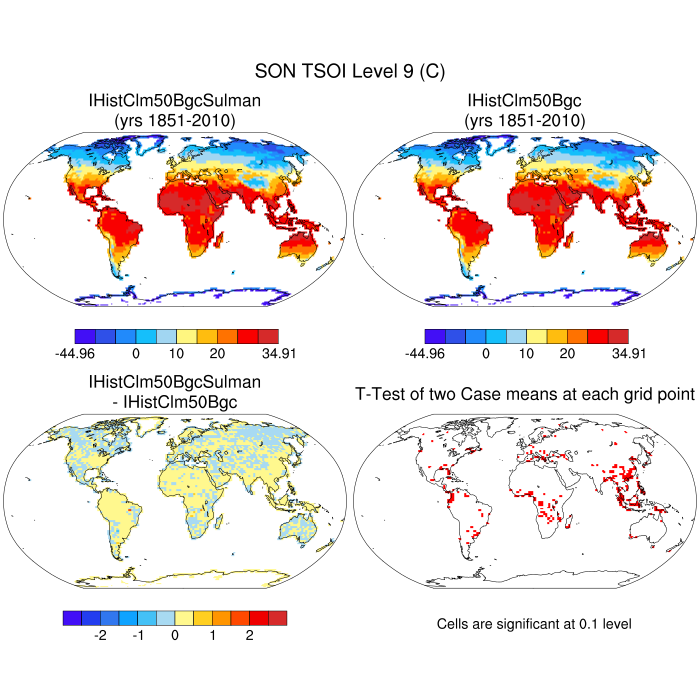 SON TSOI Level 9 (C)
IHistClm50BgcSulman
(yrs 1851-2010)
IHistClm50Bgc
(yrs 1851-2010)
-44.96 0 10 20 34.91
-44.96 0 10 20 34.91
IHistClm50BgcSulman
- IHistClm50Bgc
T-Test of two Case means at each grid point
-2 -1 0 1 2
Cells are significant at 0.1 level